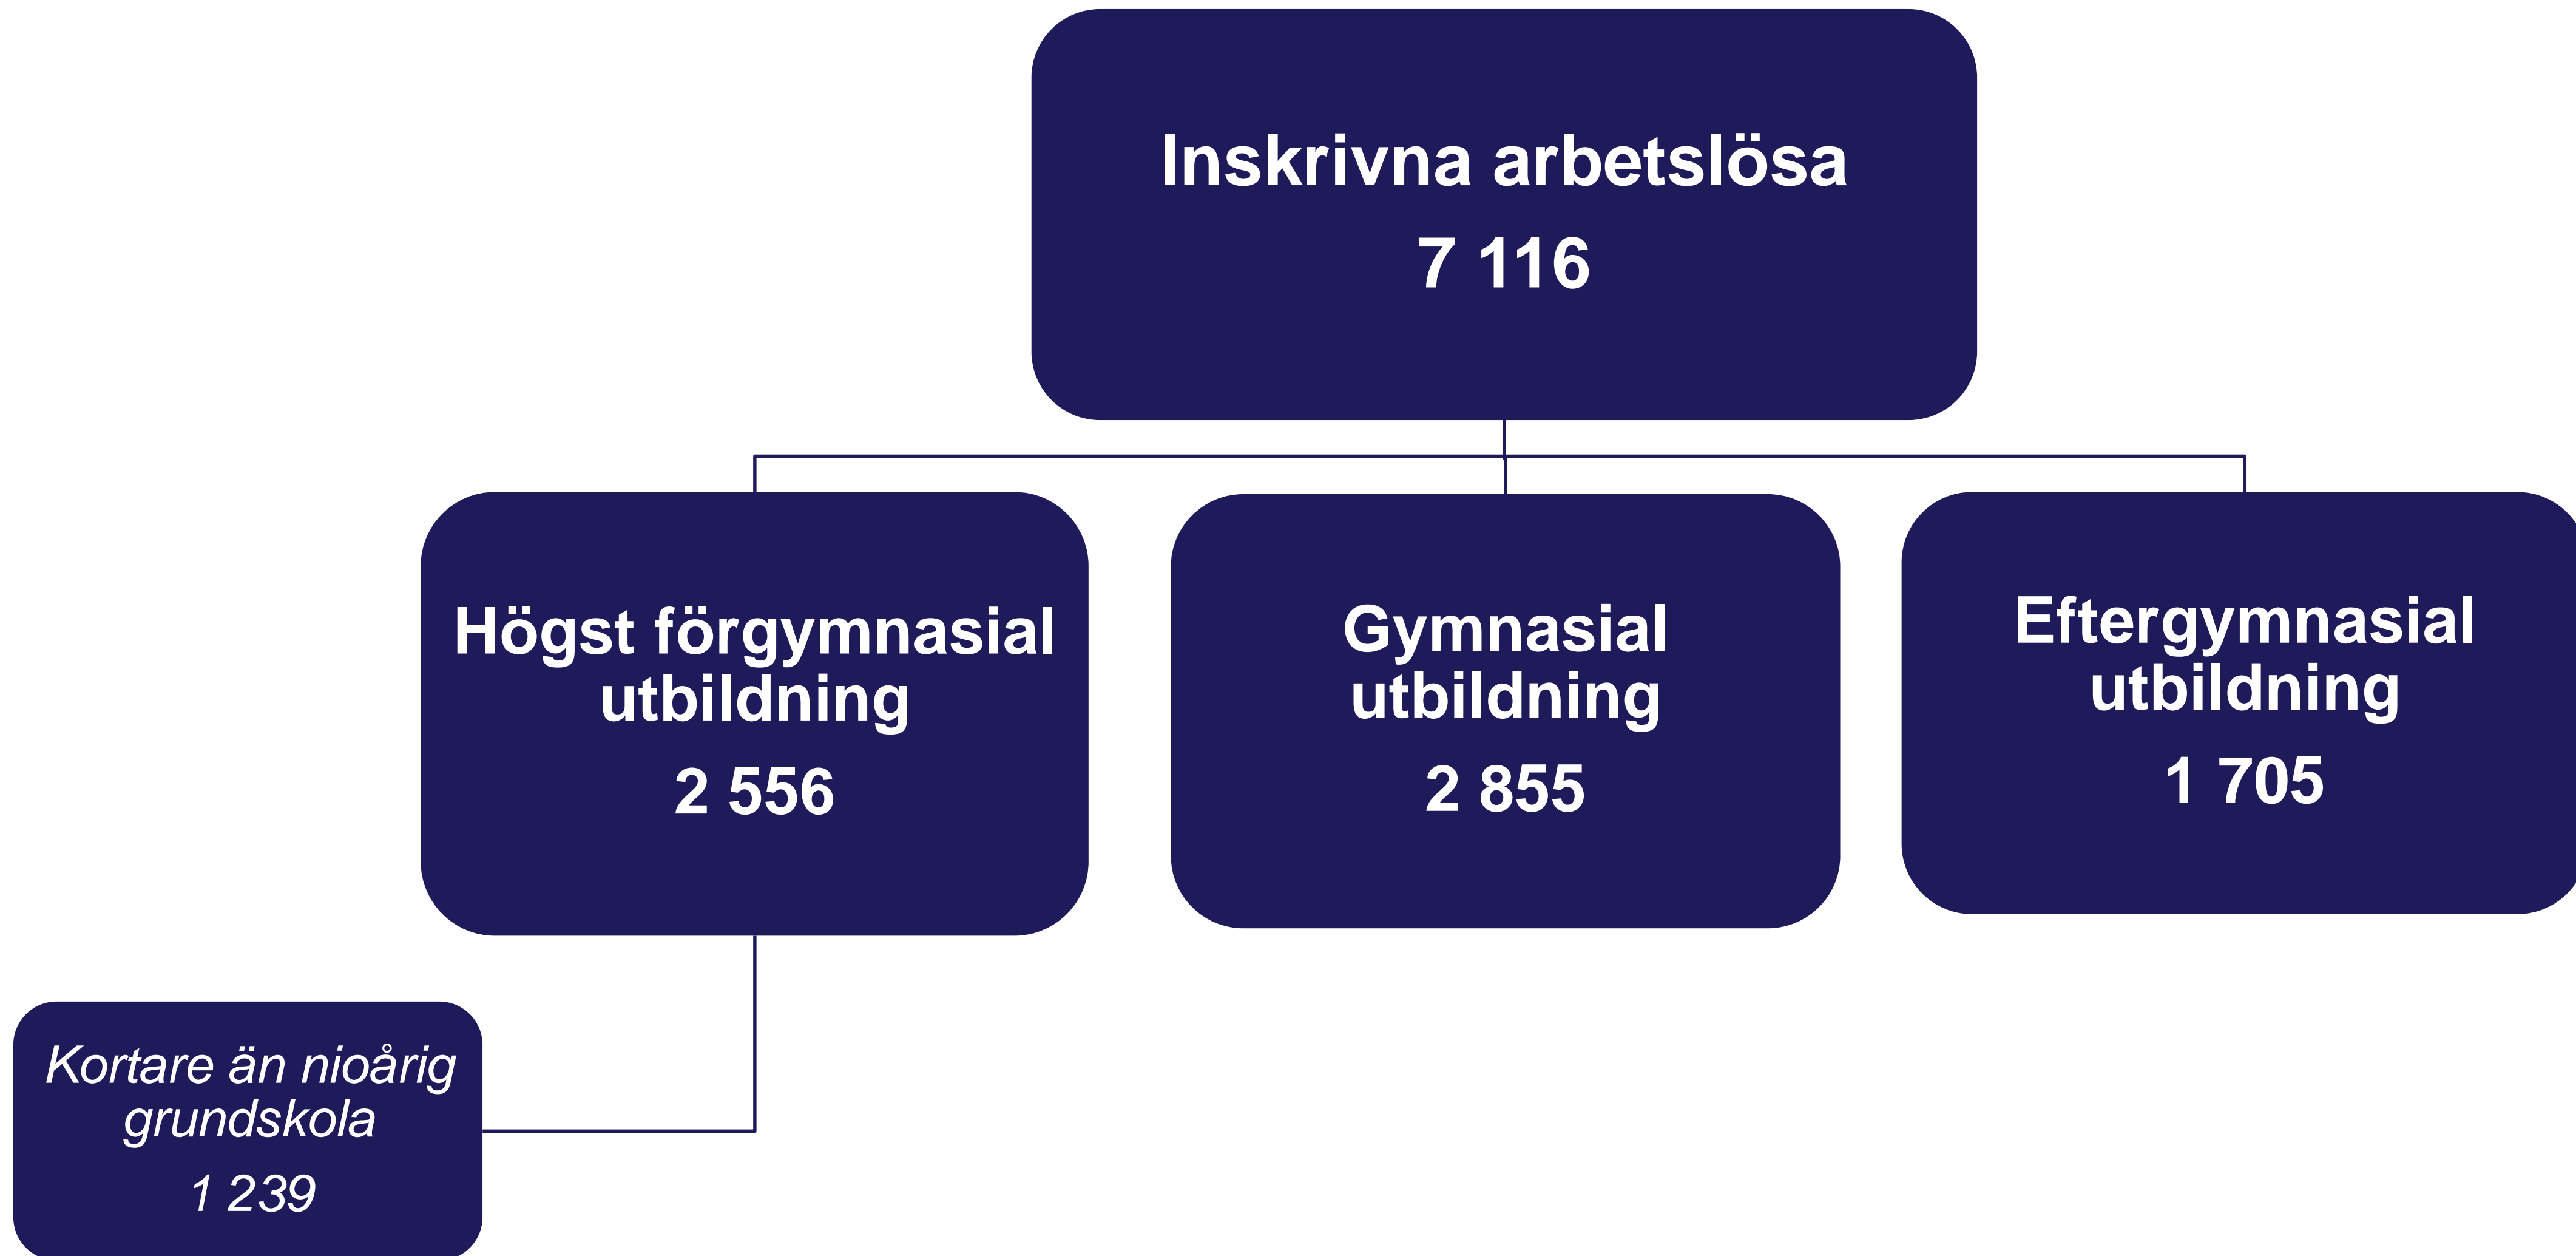 Inskrivna arbetslösa
7 116
Högst förgymnasial
utbildning
2 556
Gymnasial
utbildning
2 855
Eftergymnasial
utbildning
1 705
Kortare än nioårig
grundskola
1 239